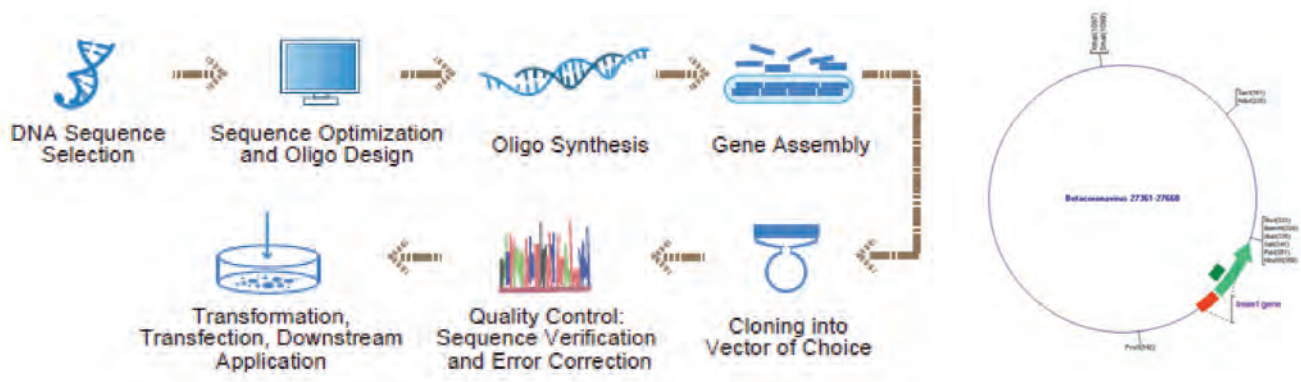 DNA Sequence
Selection
Sequence Optimization
and Oligo Design
Oligo Synthesis
Gene Assembly
Transformation,
Transfection, Downstream
Application
Quality Control:
Sequence Verification
and Error Correction
Cloning into
Vector of Choice
Betacoronavirus 27361-27660
Insert gene